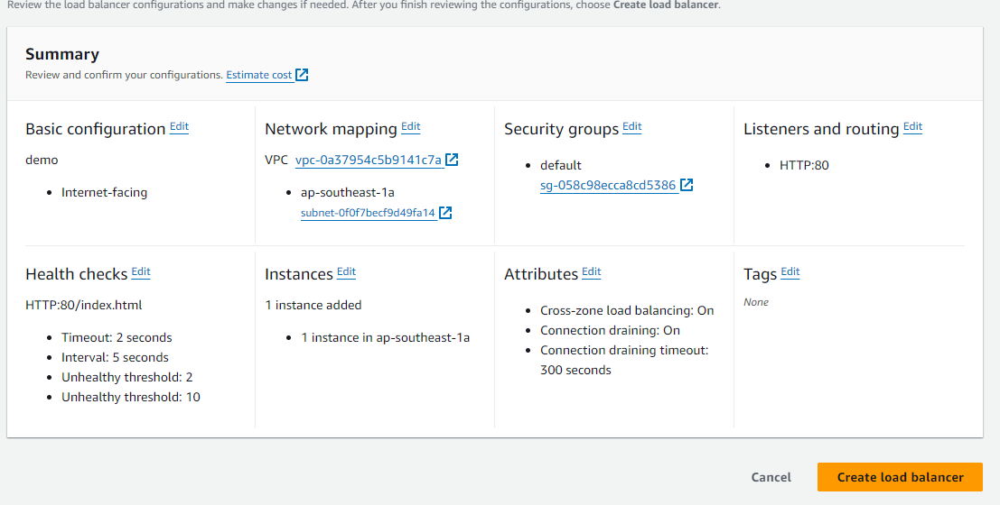 Review the load balancer configurations and make changes if needed. After you finish reviewing the configurations, choose Create load balancer.
Summary
Review and confirm your configurations. Estimate cost
Basic configuration Edit
demo
Internet-facing
Network mapping Edit
VPC vpc-0a37954c5b9141c7a
ap-southeast-1a
subnet-0f0f7becf9d49fa14
Security groups Edit
default
sg-058c98ecca8cd5386
Listeners and routing Edit
HTTP:80
Health checks Edit
HTTP:80/index.html
Timeout: 2 seconds
Interval: 5 seconds
Unhealthy threshold: 2
Unhealthy threshold: 10
Instances Edit
1 instance added
1 instance in ap-southeast-1a
Attributes Edit
Cross-zone load balancing: On
Connection draining: On
Connection draining timeout:
300 seconds
Tags Edit
None
Cancel
Create load balancer